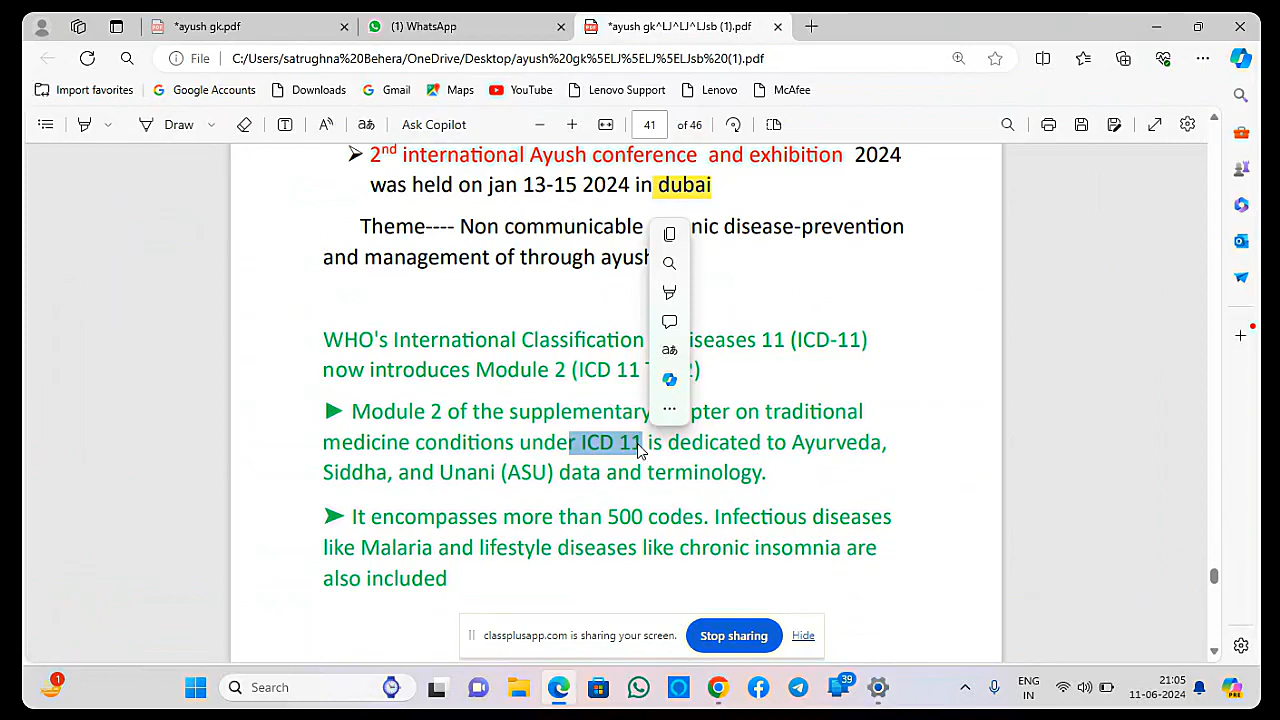 *ayush gk.pdf
(1) WhatsApp
*ayush gk^LJ^LJ^LJsb (1).pdf
File
C:/Users/satrughna%20Behera/OneDrive/Desktop/ayush%20gk%5ELJ%5ELJ%5ELJsb%20(1).pdf
Import favorites
Google Accounts
Downloads
Gmail
Maps
YouTube
Lenovo Support
Lenovo
McAfee
Draw
Ask Copilot
41 of 46
➢ 2nd international Ayush conference and exhibition 2024
was held on jan 13-15 2024 in dubai
Theme---- Non communicable nic disease-prevention
and management of through ayush
WHO's International Classification iseases 11 (ICD-11)
now introduces Module 2 (ICD 11 2)
► Module 2 of the supplementary pter on traditional
medicine conditions under ICD 11 is dedicated to Ayurveda,
Siddha, and Unani (ASU) data and terminology.
➤ It encompasses more than 500 codes. Infectious diseases
like Malaria and lifestyle diseases like chronic insomnia are
also included
classplusapp.com is sharing your screen.
Stop sharing
Hide
1
Search
39
ENG
IN
21:05
11-06-2024
PRE